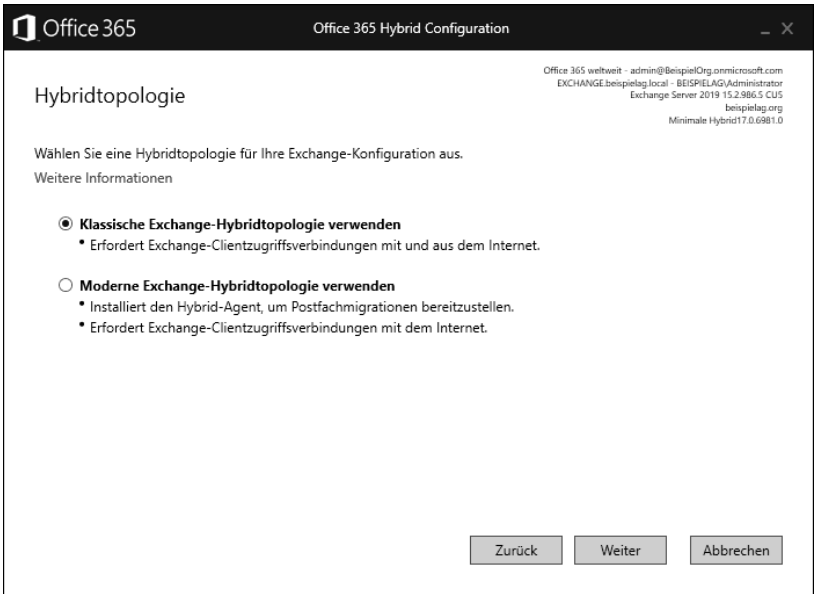 Office 365
Office 365 Hybrid Configuration
Office 365 weltweit - admin@BeispielOrg.onmicrosoft.com
EXCHANGE.beispielag.local - BEISPIELAG\Administrator
Exchange Server 2019 15.2.986.5 CU5
beispielag.org
Minimale Hybrid17.0.6981.0
Hybridtopologie
Wählen Sie eine Hybridtopologie für Ihre Exchange-Konfiguration aus.
Weitere Informationen
Klassische Exchange-Hybridtopologie verwenden
• Erfordert Exchange-Clientzugriffsverbindungen mit und aus dem Internet.
Moderne Exchange-Hybridtopologie verwenden
• Installiert den Hybrid-Agent, um Postfachmigrationen bereitzustellen.
• Erfordert Exchange-Clientzugriffsverbindungen mit dem Internet.
Zurück Weiter Abbrechen